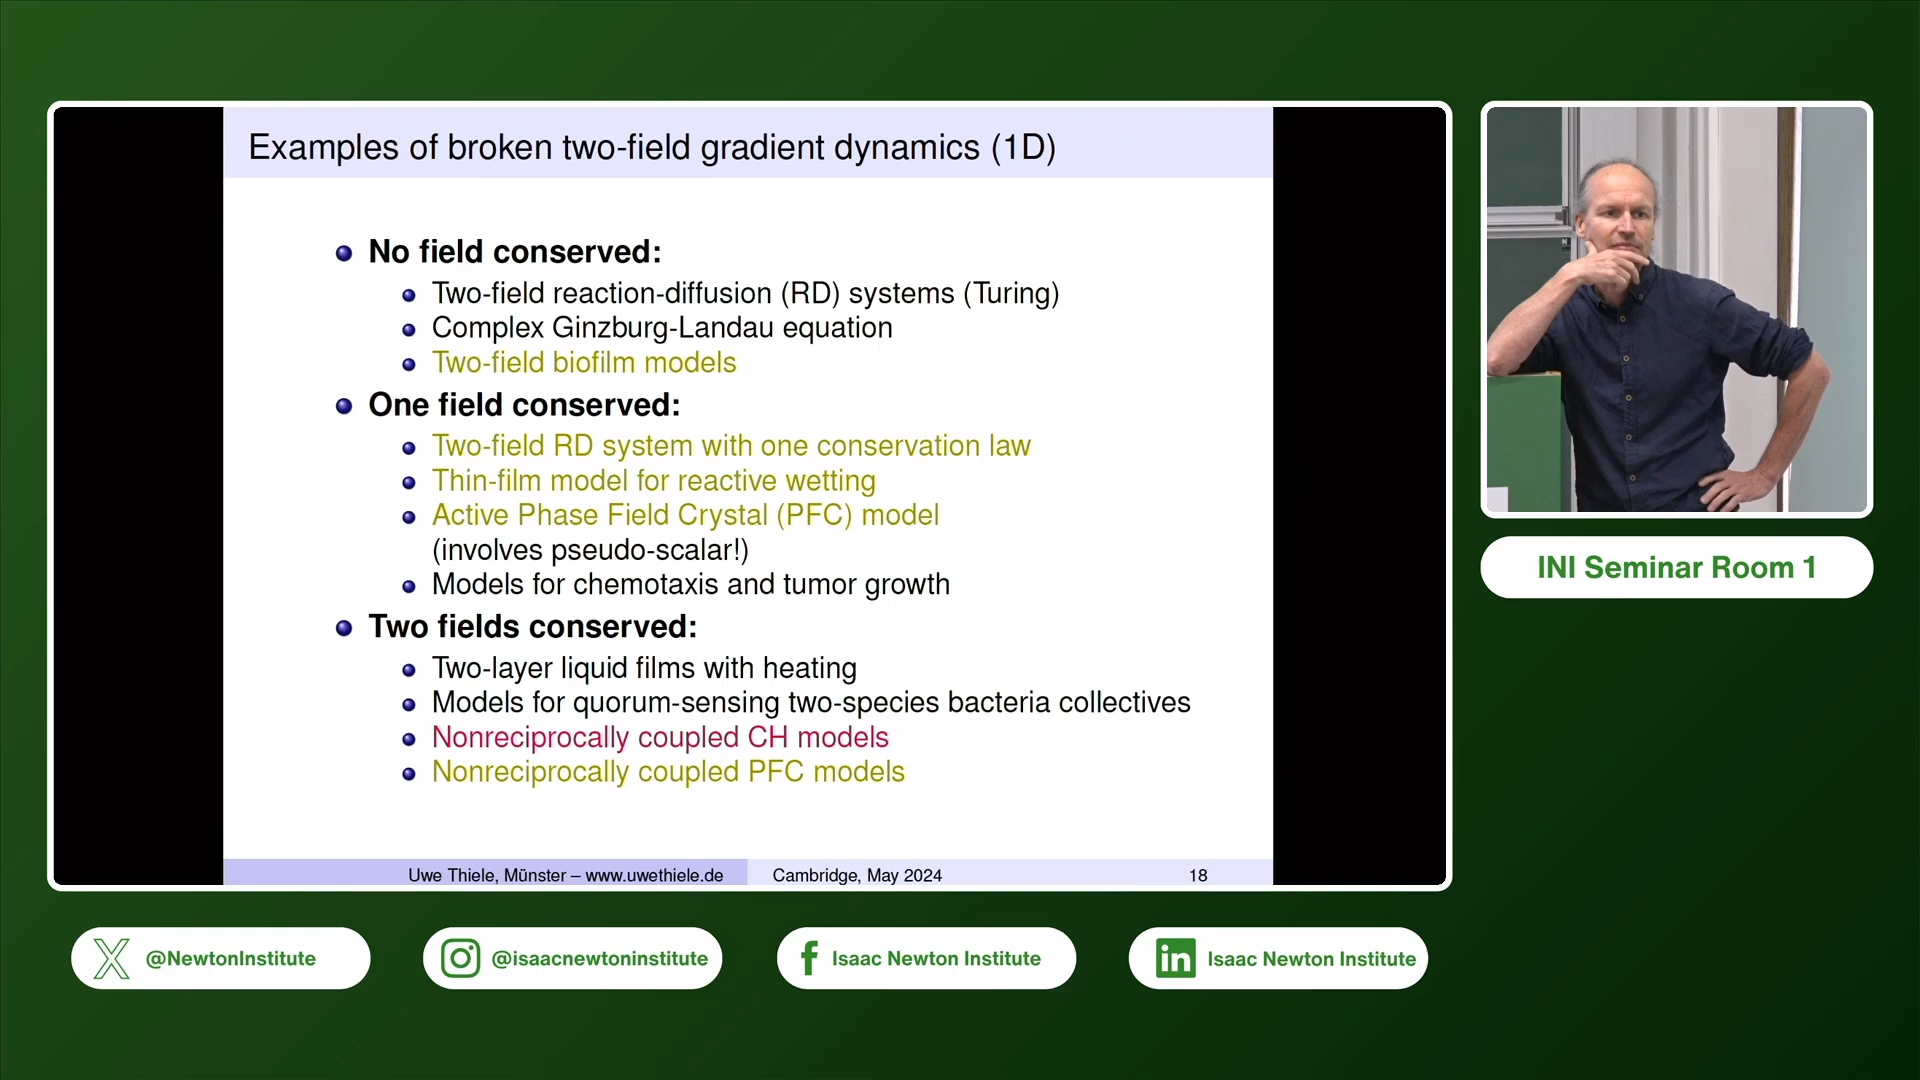 Examples of broken two-field gradient dynamics (1D)
No field conserved:
Two-field reaction-diffusion (RD) systems (Turing)
Complex Ginzburg-Landau equation
Two-field biofilm models
One field conserved:
Two-field RD system with one conservation law
Thin-film model for reactive wetting
Active Phase Field Crystal (PFC) model
(involves pseudo-scalar!)
Models for chemotaxis and tumor growth
Two fields conserved:
Two-layer liquid films with heating
Models for quorum-sensing two-species bacteria collectives
Nonreciprocally coupled CH models
Nonreciprocally coupled PFC models
Uwe Thiele, Münster – www.uwethiele.de
Cambridge, May 2024
18
INI Seminar Room 1
@NewtonInstitute
@isaacnewtoninstitute
Isaac Newton Institute
Isaac Newton Institute